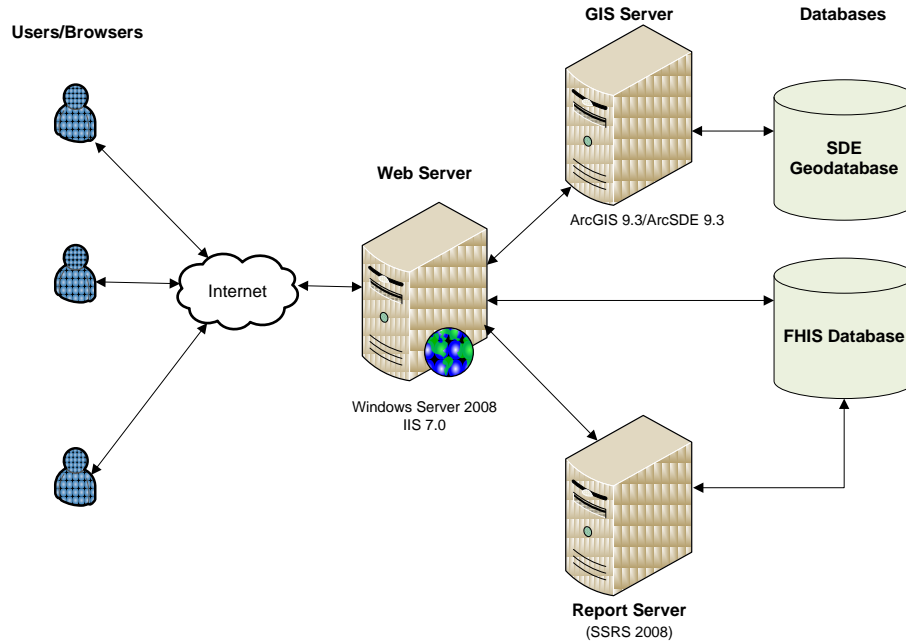 Users/Browsers
GIS Server
Databases
SDE
Geodatabase
Web Server
ArcGIS 9.3/ArcSDE 9.3
Internet
FHIS Database
Windows Server 2008
IIS 7.0
Report Server
(SSRS 2008)